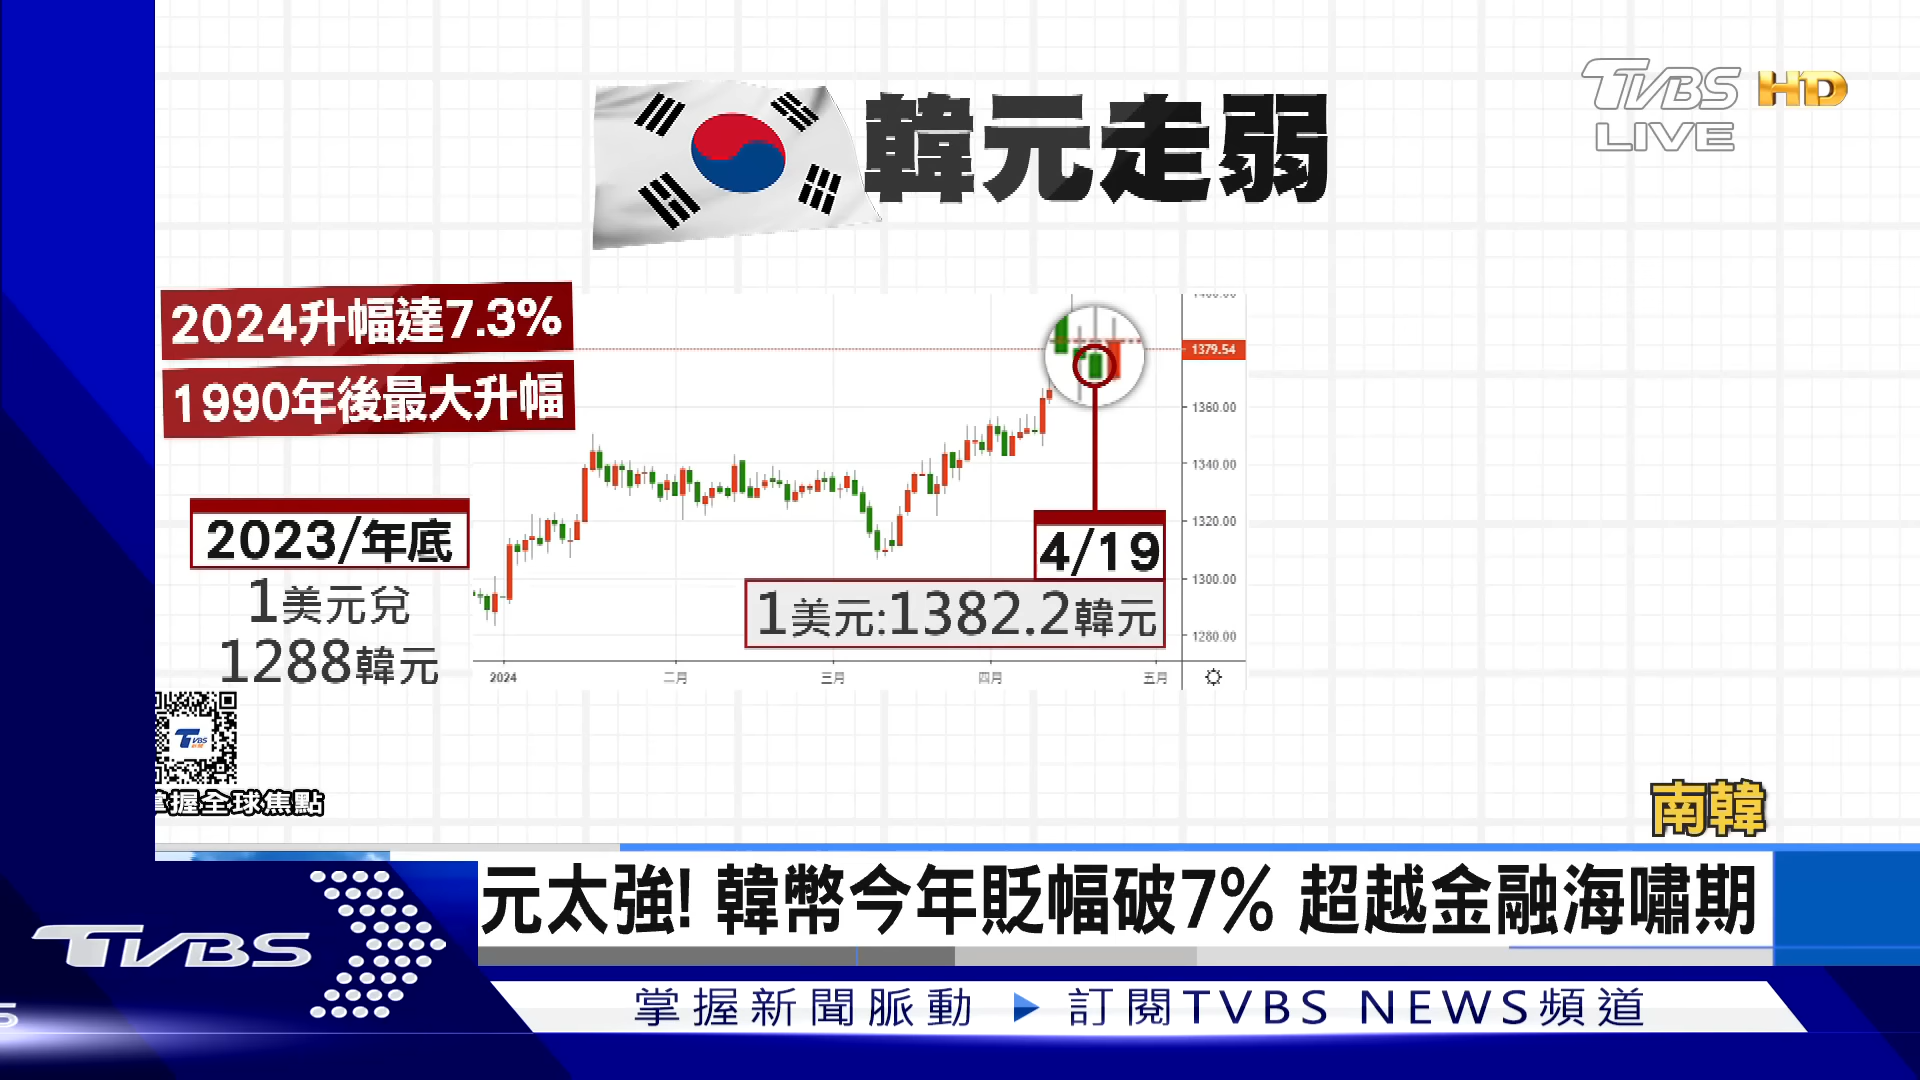 韓元走弱
TVBS HD
LIVE
2024升幅達7.3%
1990年後最大升幅
2023/年底
1美元兌
1288韓元
1379.54
1360.00
1340.00
1320.00
1300.00
1280.00
4/19
1美元:1382.2韓元
2024 二月 三月 四月 五月
TVBS
握全球焦點
南韓
元太強! 韓幣今年貶幅破7% 超越金融海嘯期
TVBS
掌握新聞脈動 ▶ 訂閱TVBS NEWS頻道